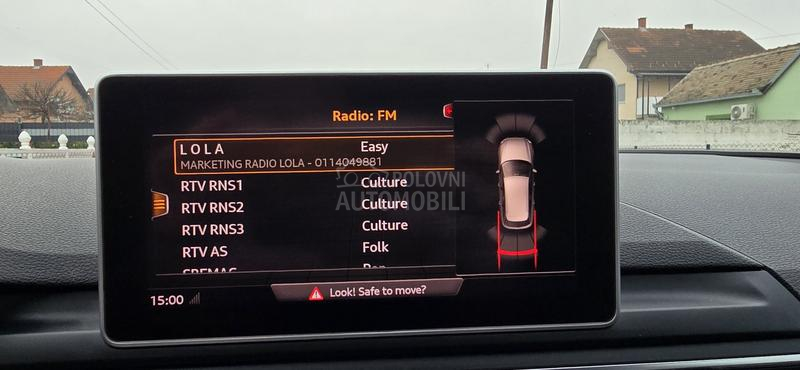 Radio: FM
LOLA Easy
MARKETING RADIO LOLA - 0114049881
RTV RNS1 Culture
POLOVNI
AUTOMOBILI
RTV RNS2 Culture
RTV RNS3 Culture
RTV AS Folk
15:00 Look! Safe to move?